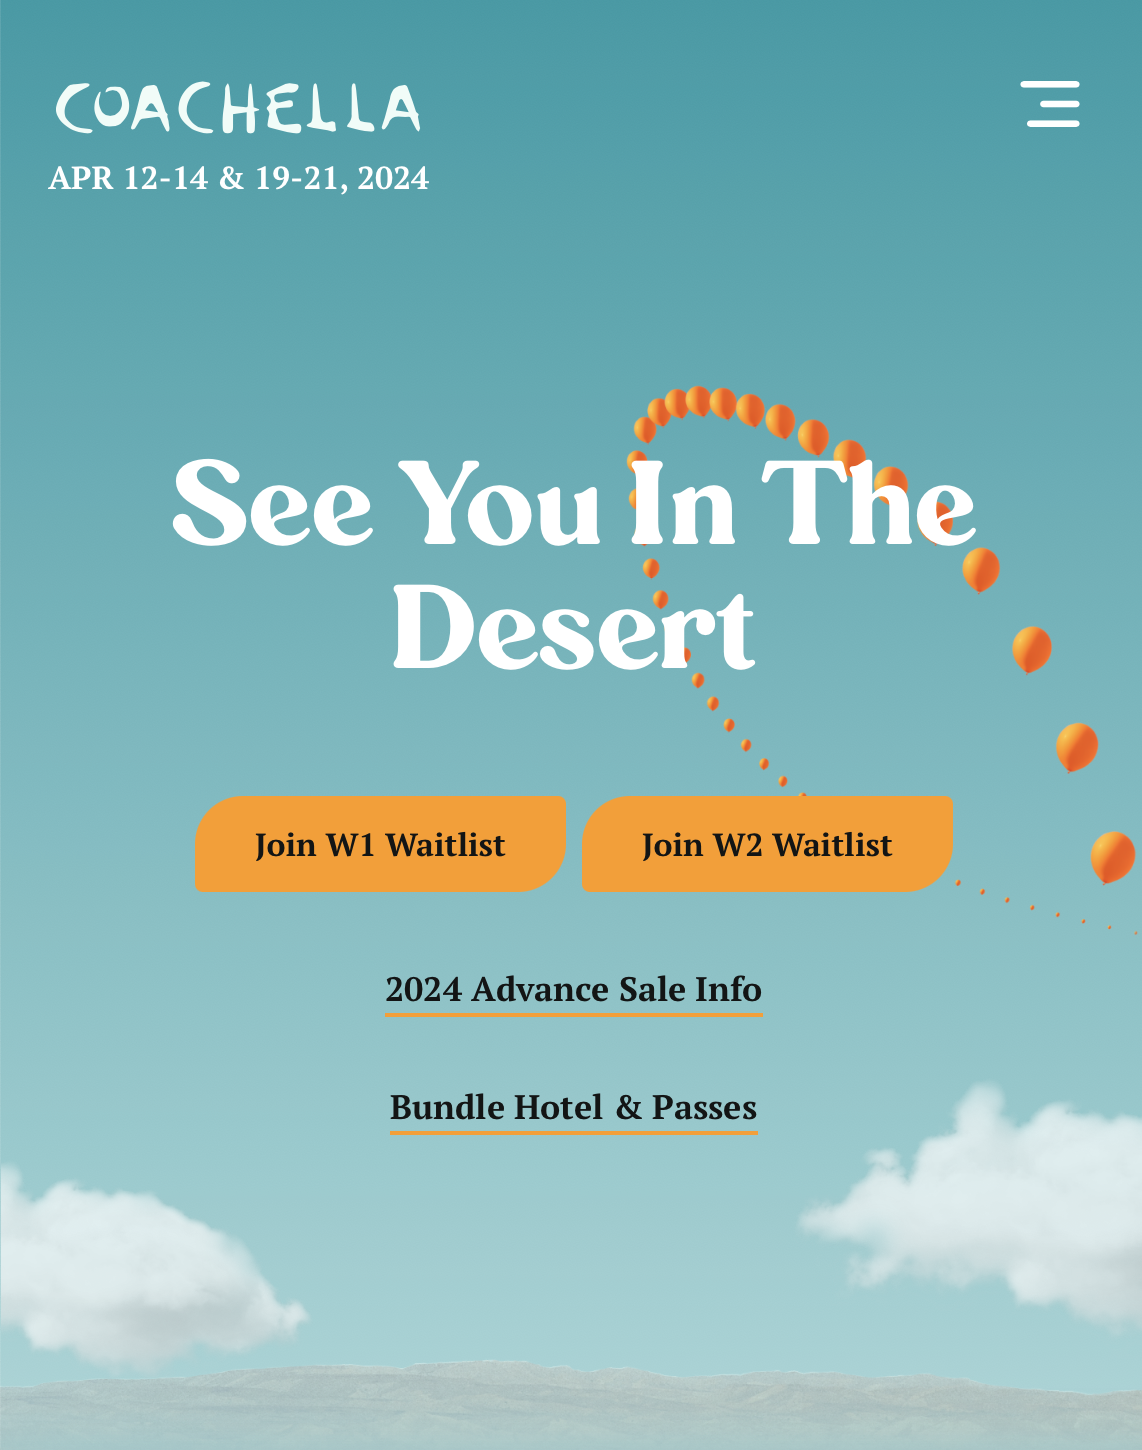 COACHELLA
APR 12-14 & 19-21, 2024
See You In The
Desert
Join W1 Waitlist
Join W2 Waitlist
2024 Advance Sale Info
Bundle Hotel & Passes